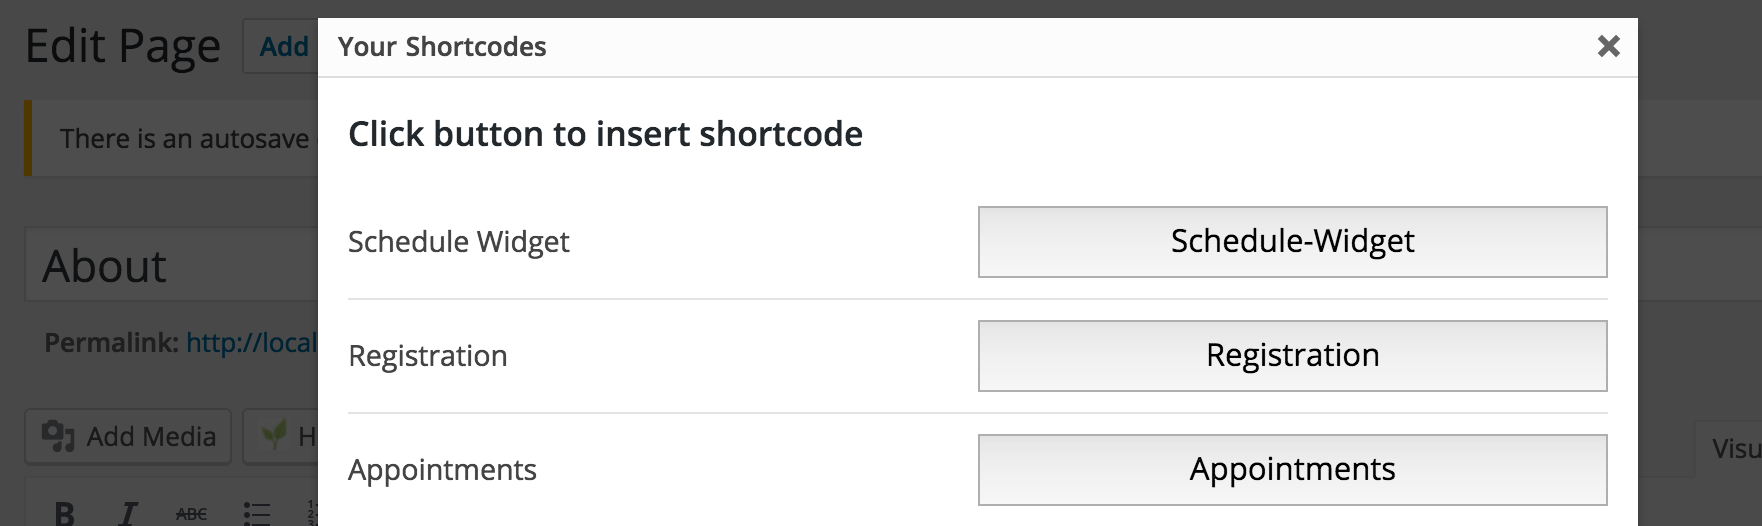 Edit Page
Add
Your Shortcodes
There is an autosave
Click button to insert shortcode
Schedule Widget
Schedule-Widget
About
Permalink: http://local
Registration
Registration
Add Media
H
Visu
Appointments
Appointments
B I ABC